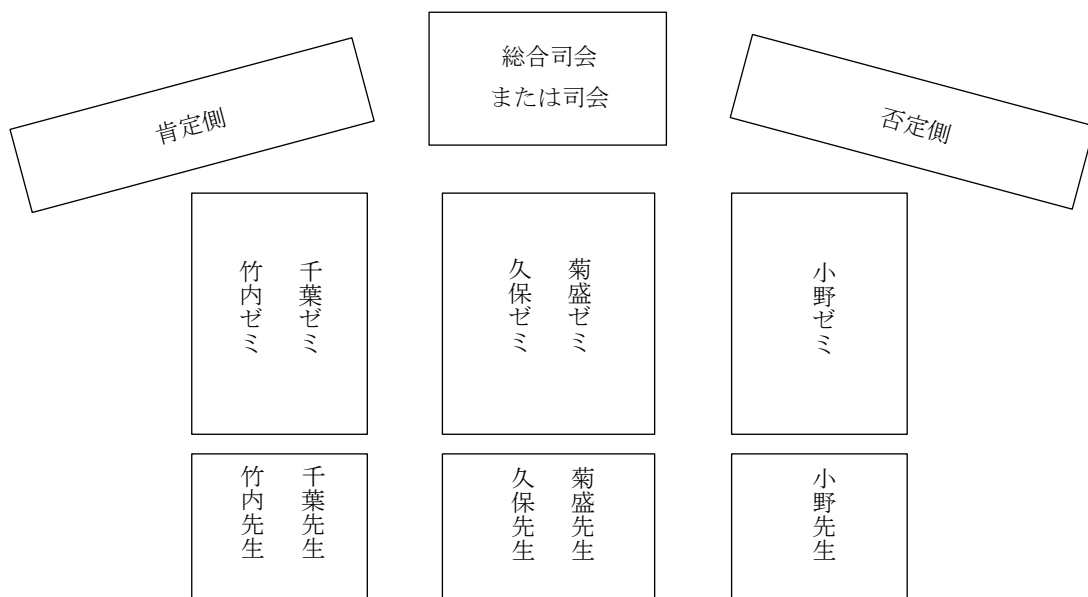 総合司会
または司会
肯定側
否定側
千葉ゼミ
竹内ゼミ
菊盛ゼミ
久保ゼミ
小野ゼミ
千葉先生
竹内先生
菊盛先生
久保先生
小野先生